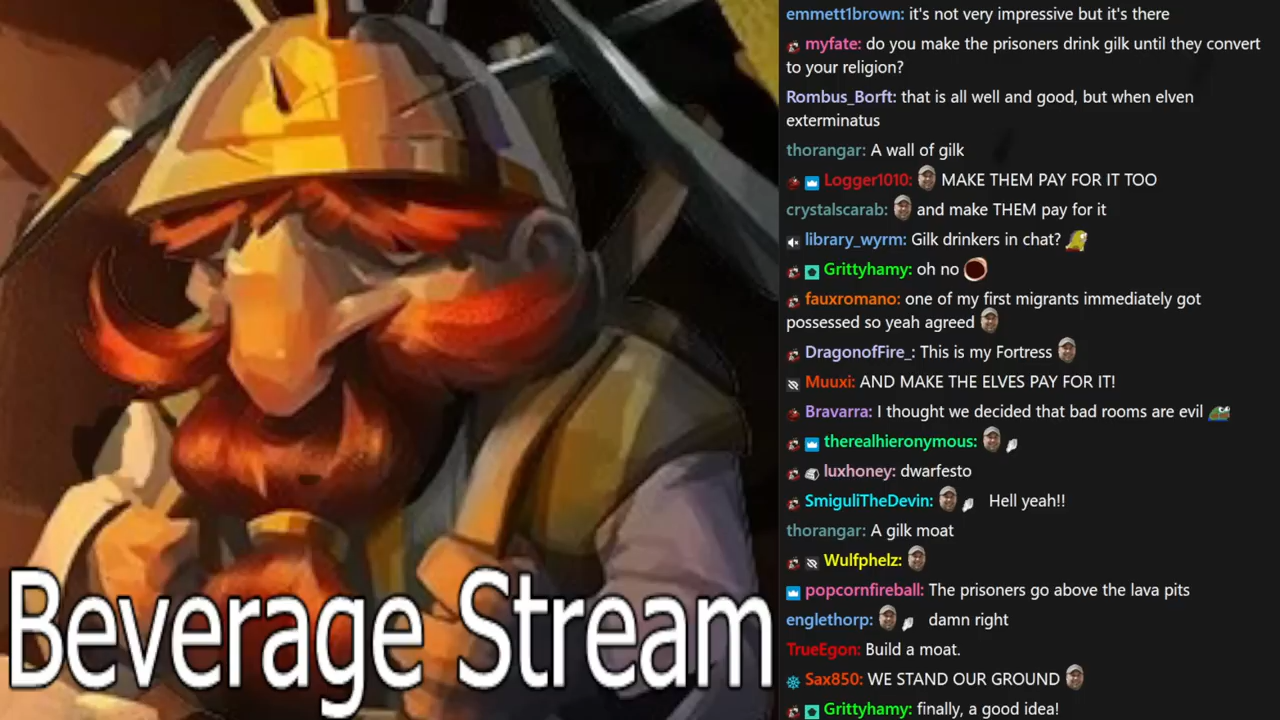 emmett1brown: it's not very impressive but it's there
myfate: do you make the prisoners drink gilk until they convert
to your religion?
Rombus_Borft: that is all well and good, but when elven
exterminatus
thorangar: A wall of gilk
Logger1010: MAKE THEM PAY FOR IT TOO
crystalscarab: and make THEM pay for it
library_wyrm: Gilk drinkers in chat?
Grittyhamy: oh no
fauxromano: one of my first migrants immediately got
possessed so yeah agreed
DragonofFire_: This is my Fortress
Muuxi: AND MAKE THE ELVES PAY FOR IT!
Bravarra: I thought we decided that bad rooms are evil
therealhieronymous:
luxhoney: dwarfesto
SmiguliTheDevin: Hell yeah!!
thorangar: A gilk moat
Wulfphelz:
popcornfireball: The prisoners go above the lava pits
englethorp: damn right
TrueEgon: Build a moat.
Sax850: WE STAND OUR GROUND
Grittyhamy: finally, a good idea!
Beverage Stream